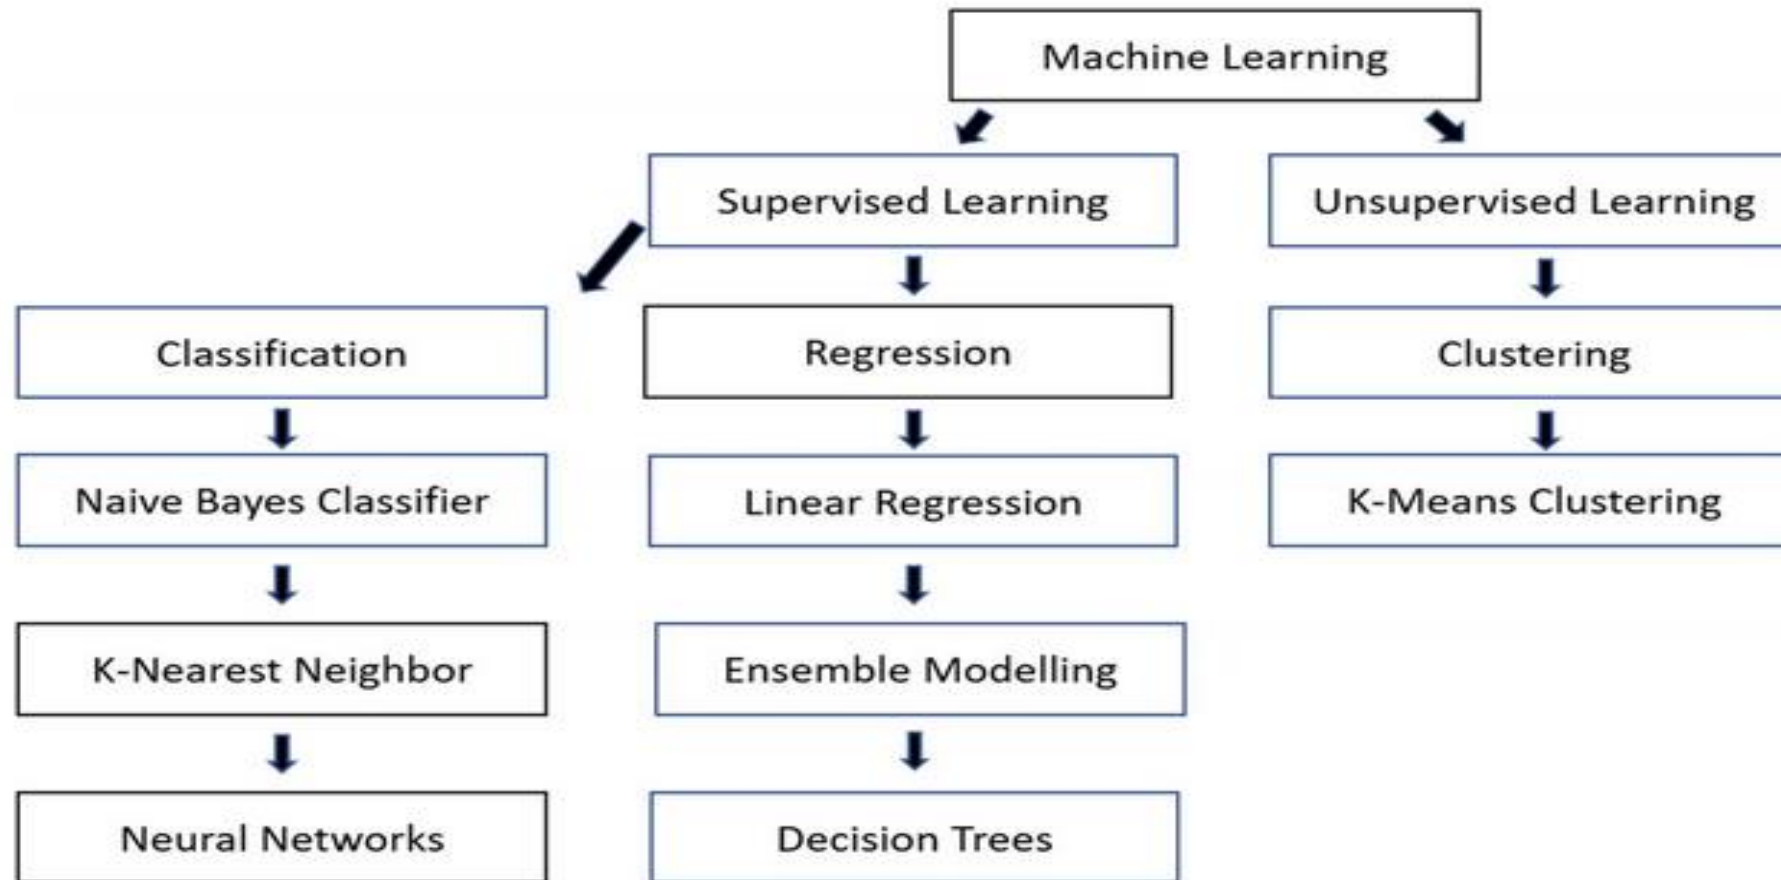 Machine Learning
Supervised Learning
Unsupervised Learning
Classification
Regression
Clustering
Naive Bayes Classifier
Linear Regression
K-Means Clustering
K-Nearest Neighbor
Ensemble Modelling
Neural Networks
Decision Trees